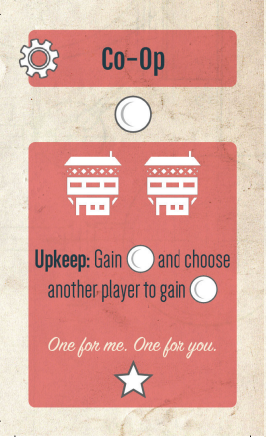 Co-Op
Upkeep: Gain and choose
another player to gain
One for me. One for you.